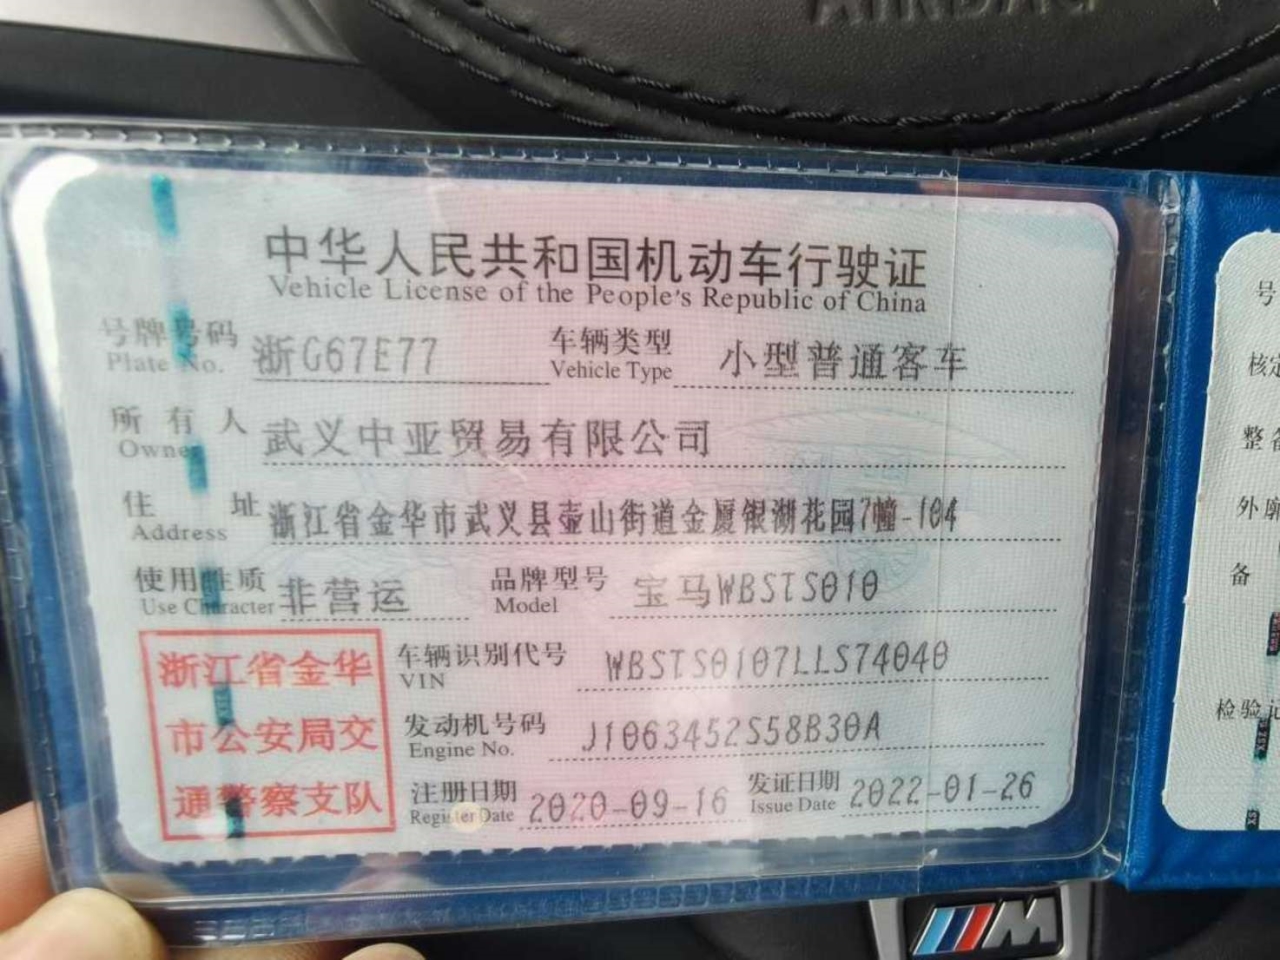 AIRBAG
中华人民共和国机动车行驶证
Vehicle License of the People's Republic of China
号牌号码 浙G67E77 车辆类型 小型普通客车
Plate No. Vehicle Type
所有人 武义中亚贸易有限公司
Owner
住址 浙江省金华市武义县壶山街道金厦银湖花园7幢-104
Address
使用性质 非营运 品牌型号 宝马WBSTS010
Use Character Model
浙江省金华
市公安局交
通警察支队
车辆识别代号 WBSTS0107LLS74040
VIN
发动机号码 J1063452S58B30A
Engine No.
注册日期 2020-09-16 发证日期 2022-01-26
Register Date Issue Date
号
核定
整备
外廓
备
检验记
M